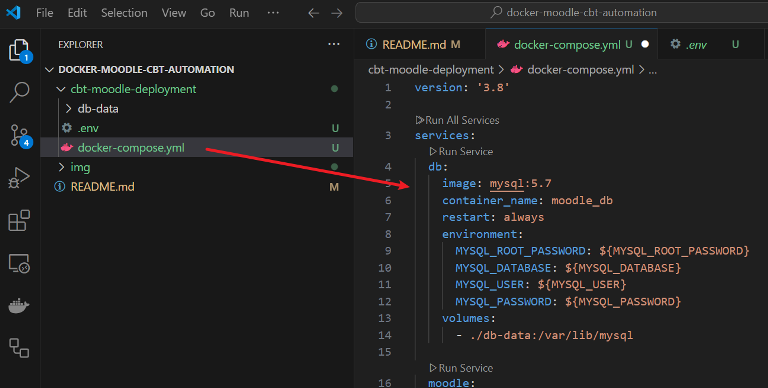 File Edit Selection View Go Run ··· docker-moodle-cbt-automation
EXPLORER ···
DOCKER-MOODLE-CBT-AUTOMATION
cbt-moodle-deployment
db-data
.env U
docker-compose.yml U
img
README.md M
1
4
README.md M docker-compose.yml U .env U
cbt-moodle-deployment > docker-compose.yml > ...
1 version: '3.8'
2
Run All Services
3 services:
Run Service
4 db:
5 image: mysql:5.7
6 container_name: moodle_db
7 restart: always
8 environment:
9 MYSQL_ROOT_PASSWORD: ${MYSQL_ROOT_PASSWORD}
10 MYSQL_DATABASE: ${MYSQL_DATABASE}
11 MYSQL_USER: ${MYSQL_USER}
12 MYSQL_PASSWORD: ${MYSQL_PASSWORD}
13 volumes:
14 - ./db-data:/var/lib/mysql
15
Run Service
16 moodle: